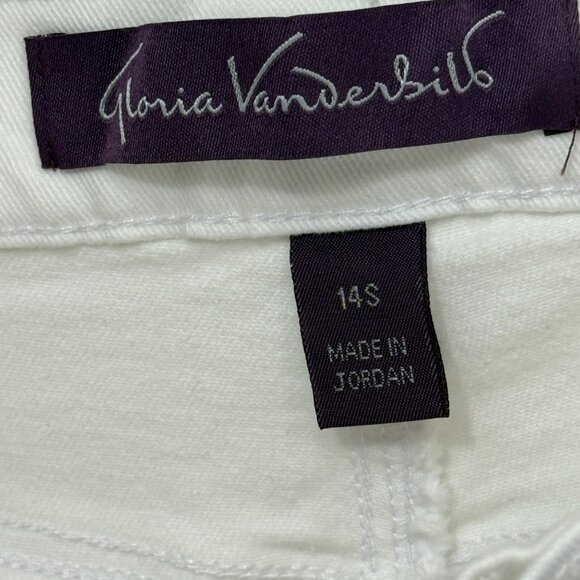 Gloria Vanderbilt
14S
MADE IN
JORDAN